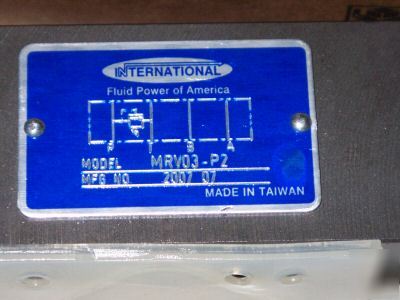 INTERNATIONAL
Fluid Power of America
P T B A
MODEL MRV03-P2
MFG NO 2007 07
MADE IN TAIWAN